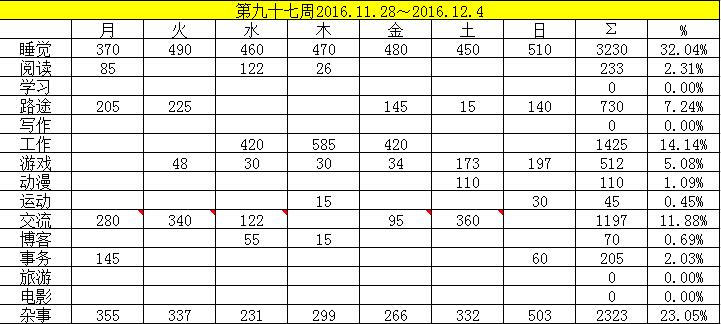 第九十七周2016.11.28～2016.12.4
月 火 水 木 金 土 日 Σ %
睡觉 370 490 460 470 480 450 510 3230 32.04%
阅读 85 122 26 233 2.31%
学习 0 0.00%
路途 205 225 145 15 140 730 7.24%
写作 0 0.00%
工作 420 585 420 1425 14.14%
游戏 48 30 30 34 173 197 512 5.08%
动漫 110 110 1.09%
运动 15 30 45 0.45%
交流 280 340 122 95 360 1197 11.88%
博客 55 15 70 0.69%
事务 145 60 205 2.03%
旅游 0 0.00%
电影 0 0.00%
杂事 355 337 231 299 266 332 503 2323 23.05%